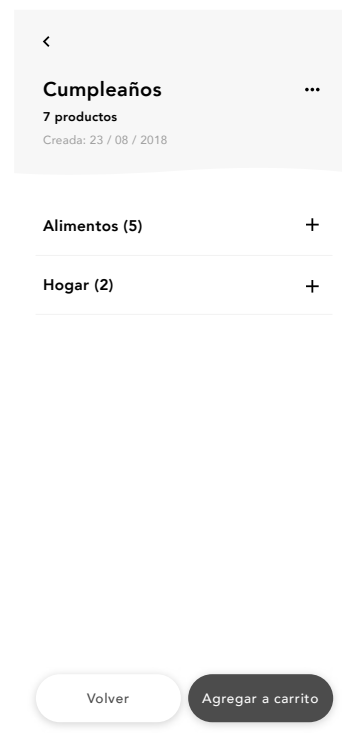 Cumpleaños
7 productos
Creada: 23 / 08 / 2018
Alimentos (5)
Hogar (2)
Volver
Agregar a carrito